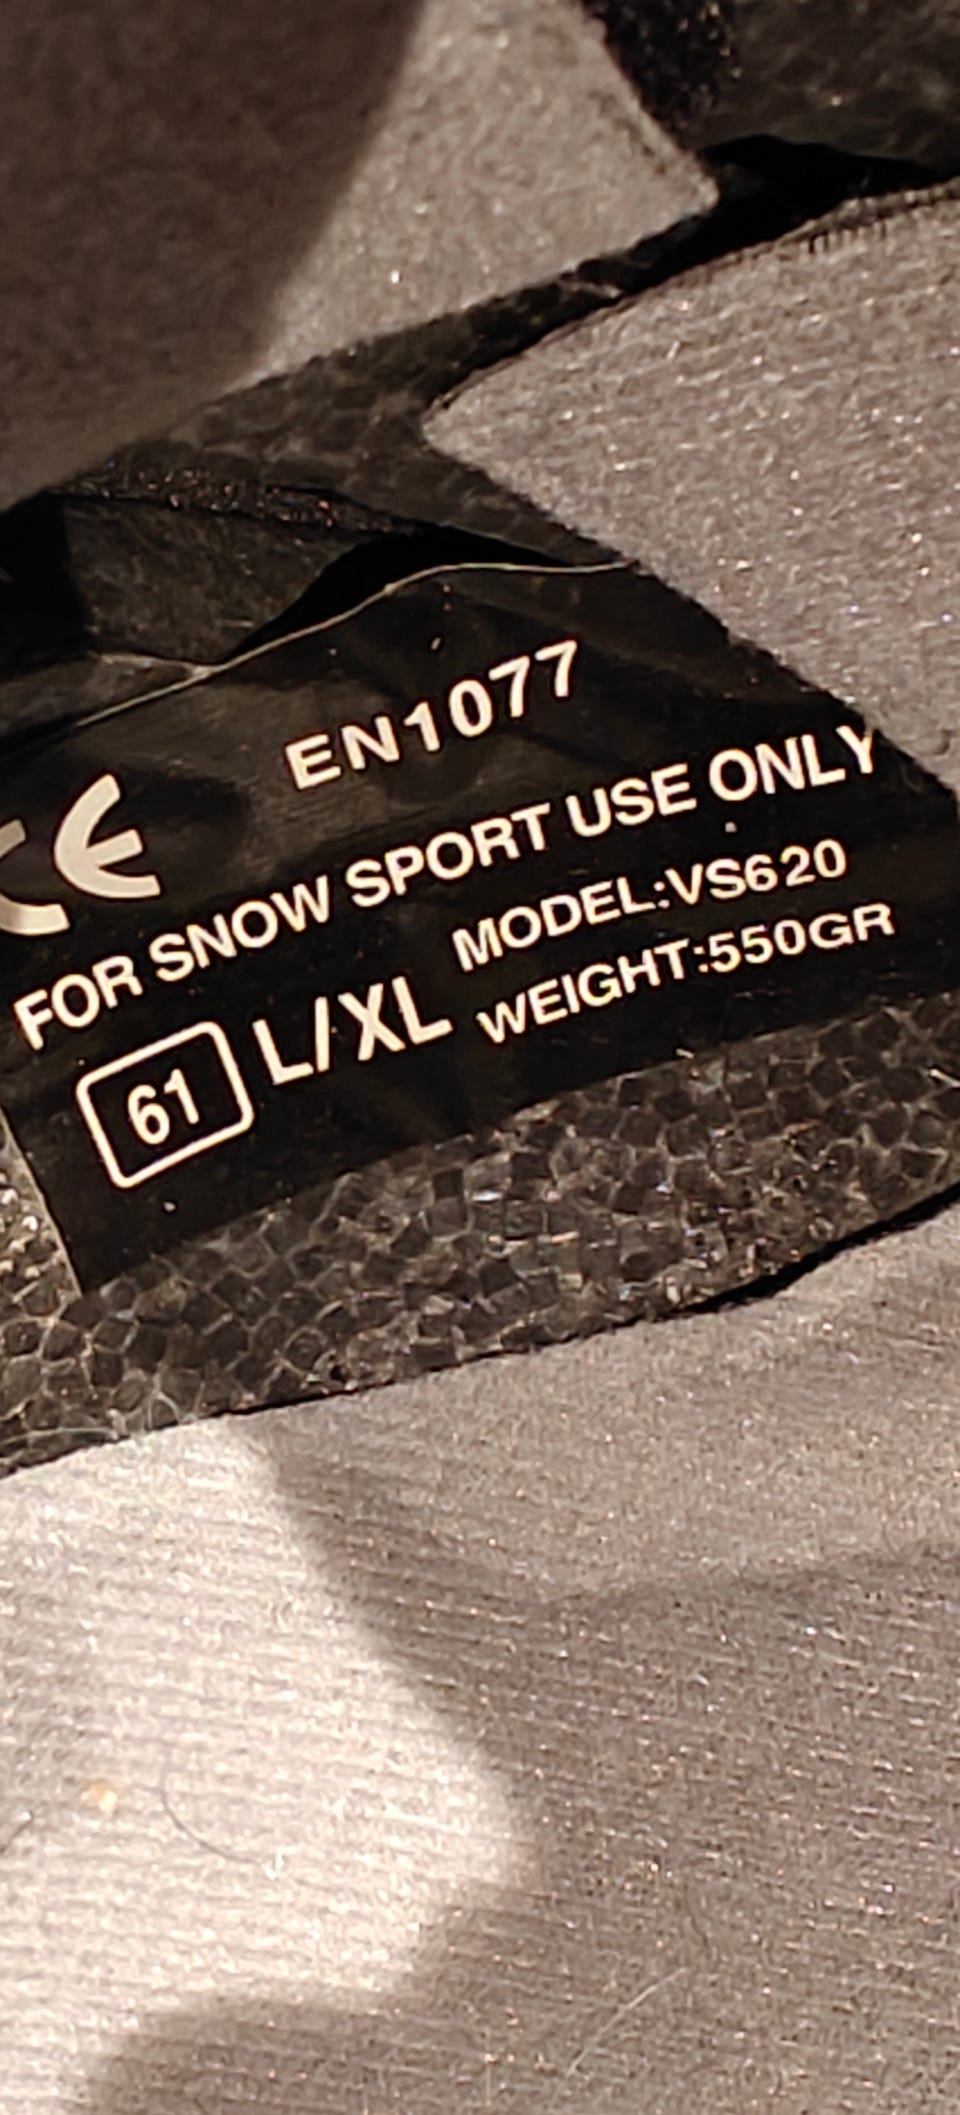 CE EN1077
FOR SNOW SPORT USE ONLY
61 L/XL
MODEL:VS620
WEIGHT:550GR